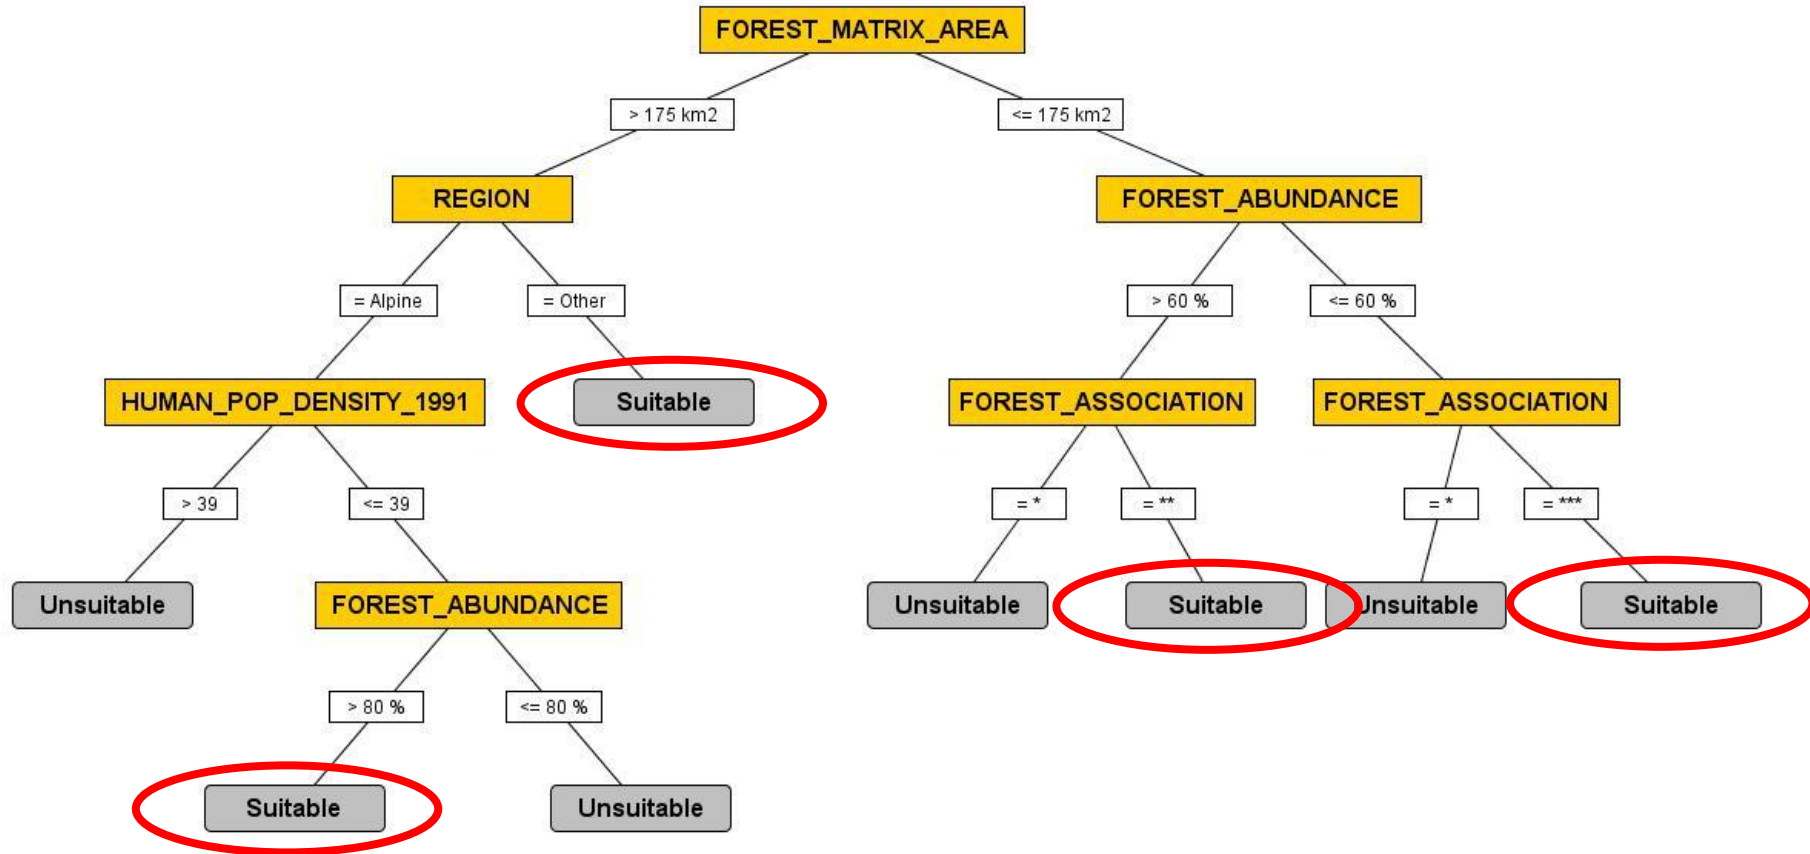 FOREST_MATRIX_AREA
> 175 km2
<= 175 km2
REGION
FOREST_ABUNDANCE
= Alpine
= Other
> 60 %
<= 60 %
HUMAN_POP_DENSITY_1991
Suitable
FOREST_ASSOCIATION
FOREST_ASSOCIATION
> 39
<= 39
= *
= **
= *
= ***
Unsuitable
FOREST_ABUNDANCE
Unsuitable
Suitable
Unsuitable
Suitable
> 80 %
<= 80 %
Suitable
Unsuitable